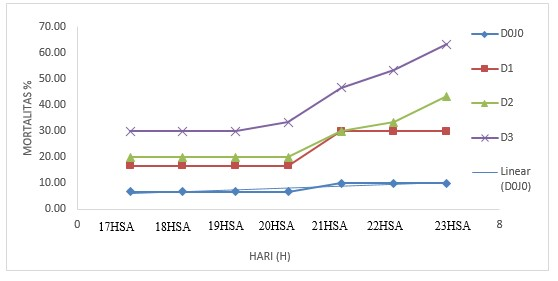 70.00
60.00
50.00
40.00
30.00
20.00
10.00
0.00
MORTALITAS %
0 17HSA 18HSA 19HSA 20HSA 21HSA 22HSA 23HSA 8
HARI (H)
D0J0
D1
D2
D3
Linear
(D0J0)